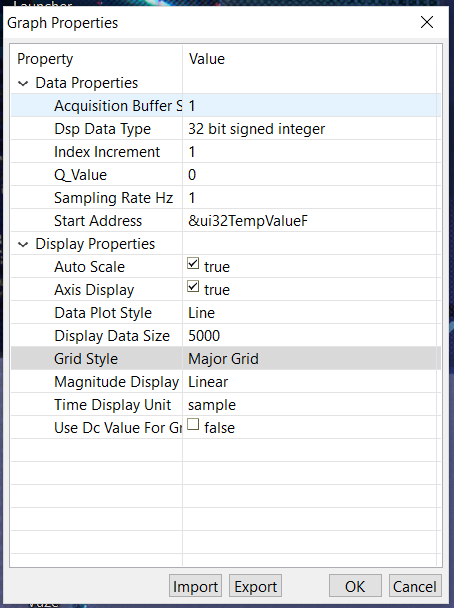 Launcher
Graph Properties
Property Value
Data Properties
Acquisition Buffer S 1
Dsp Data Type 32 bit signed integer
Index Increment 1
Q_Value 0
Sampling Rate Hz 1
Start Address &ui32TempValueF
Display Properties
Auto Scale true
Axis Display true
Data Plot Style Line
Display Data Size 5000
Grid Style Major Grid
Magnitude Display Linear
Time Display Unit sample
Use Dc Value For Gr false
Import Export OK Cancel
Vuze